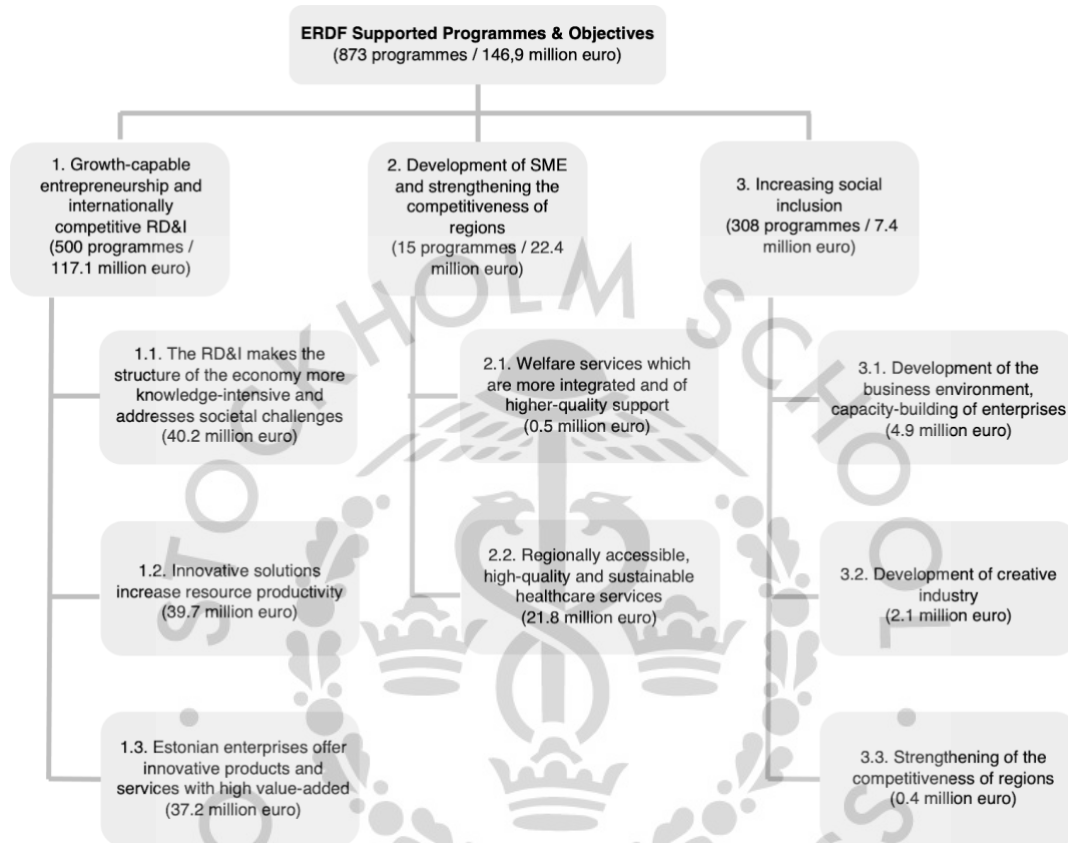 ERDF Supported Programmes & Objectives
(873 programmes / 146,9 million euro)
1. Growth-capable
entrepreneurship and
internationally
competitive RD&I
(500 programmes /
117.1 million euro)
2. Development of SME
and strengthening the
competitiveness of
regions
(15 programmes / 22.4
million euro)
3. Increasing social
inclusion
(308 programmes / 7.4
million euro)
1.1. The RD&I makes the
structure of the economy more
knowledge-intensive and
addresses societal challenges
(40.2 million euro)
2.1. Welfare services which
are more integrated and of
higher-quality support
(0.5 million euro)
3.1. Development of the
business environment,
capacity-building of enterprises
(4.9 million euro)
1.2. Innovative solutions
increase resource productivity
(39.7 million euro)
2.2. Regionally accessible,
high-quality and sustainable
healthcare services
(21.8 million euro)
3.2. Development of creative
industry
(2.1 million euro)
1.3. Estonian enterprises offer
innovative products and
services with high value-added
(37.2 million euro)
3.3. Strengthening of the
competitiveness of regions
(0.4 million euro)
STOCKHOLM SCHOOL